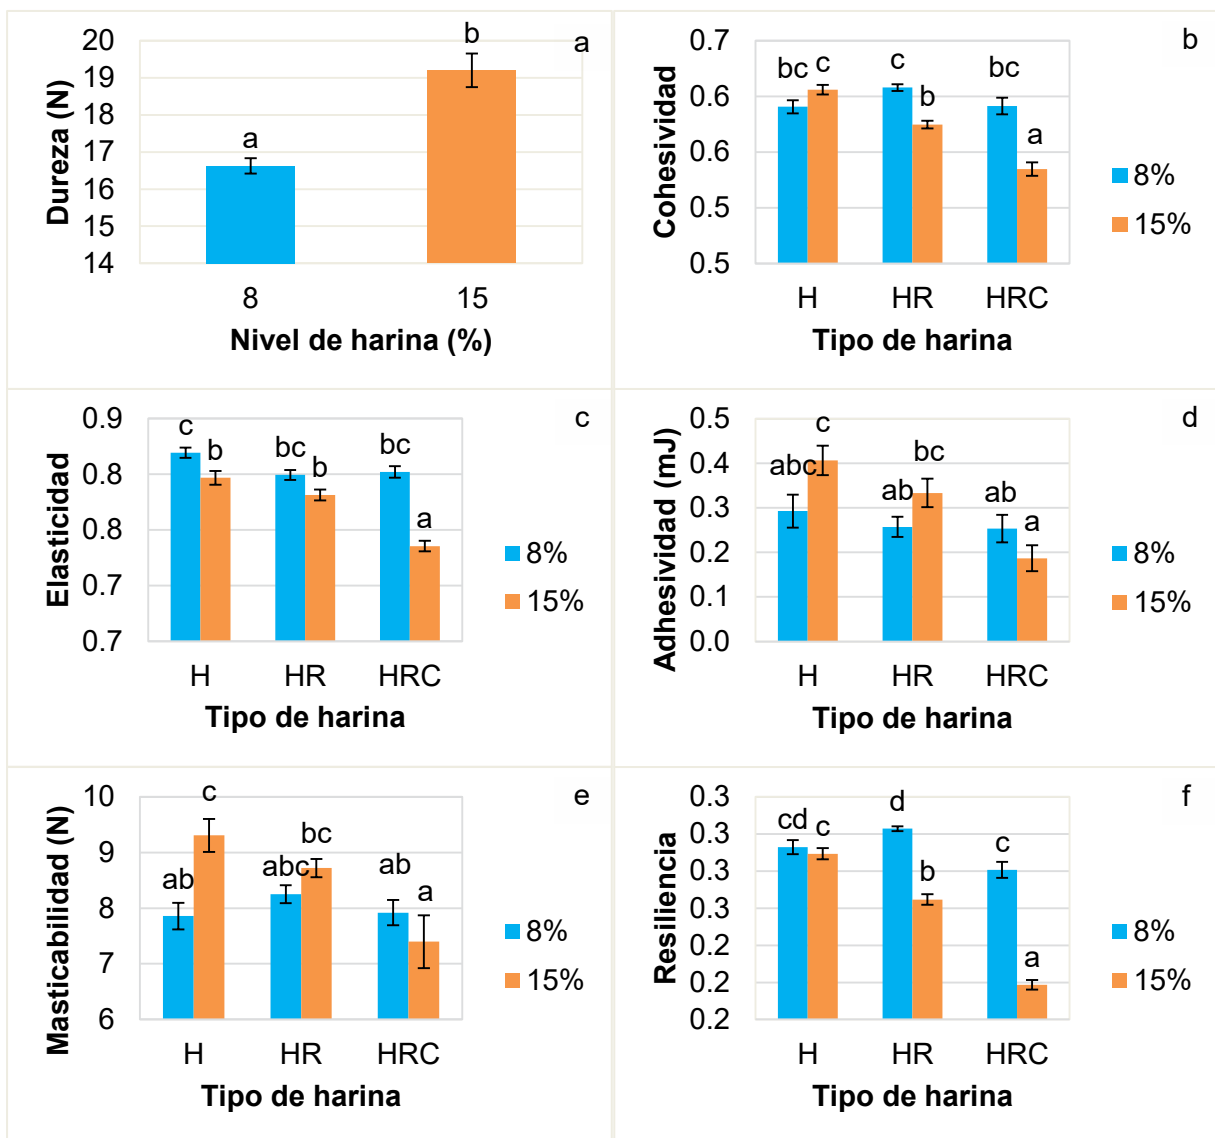 a
Dureza (N)
20
19
18
17
16
15
14
a
b
8
15
Nivel de harina (%)
b
Cohesividad
0.7
0.6
0.6
0.5
0.5
bc c c b bc a
H HR HRC
Tipo de harina
8%
15%
c
Elasticidad
0.9
0.8
0.8
0.7
0.7
c b bc b bc a
H HR HRC
Tipo de harina
8%
15%
d
Adhesividad (mJ)
0.5
0.4
0.3
0.2
0.1
0.0
abc c ab bc ab a
H HR HRC
Tipo de harina
8%
15%
e
Masticabilidad (N)
10
9
8
7
6
ab c abc bc ab a
H HR HRC
Tipo de harina
8%
15%
f
Resiliencia
0.3
0.3
0.3
0.3
0.2
0.2
0.2
cd c d b c a
H HR HRC
Tipo de harina
8%
15%